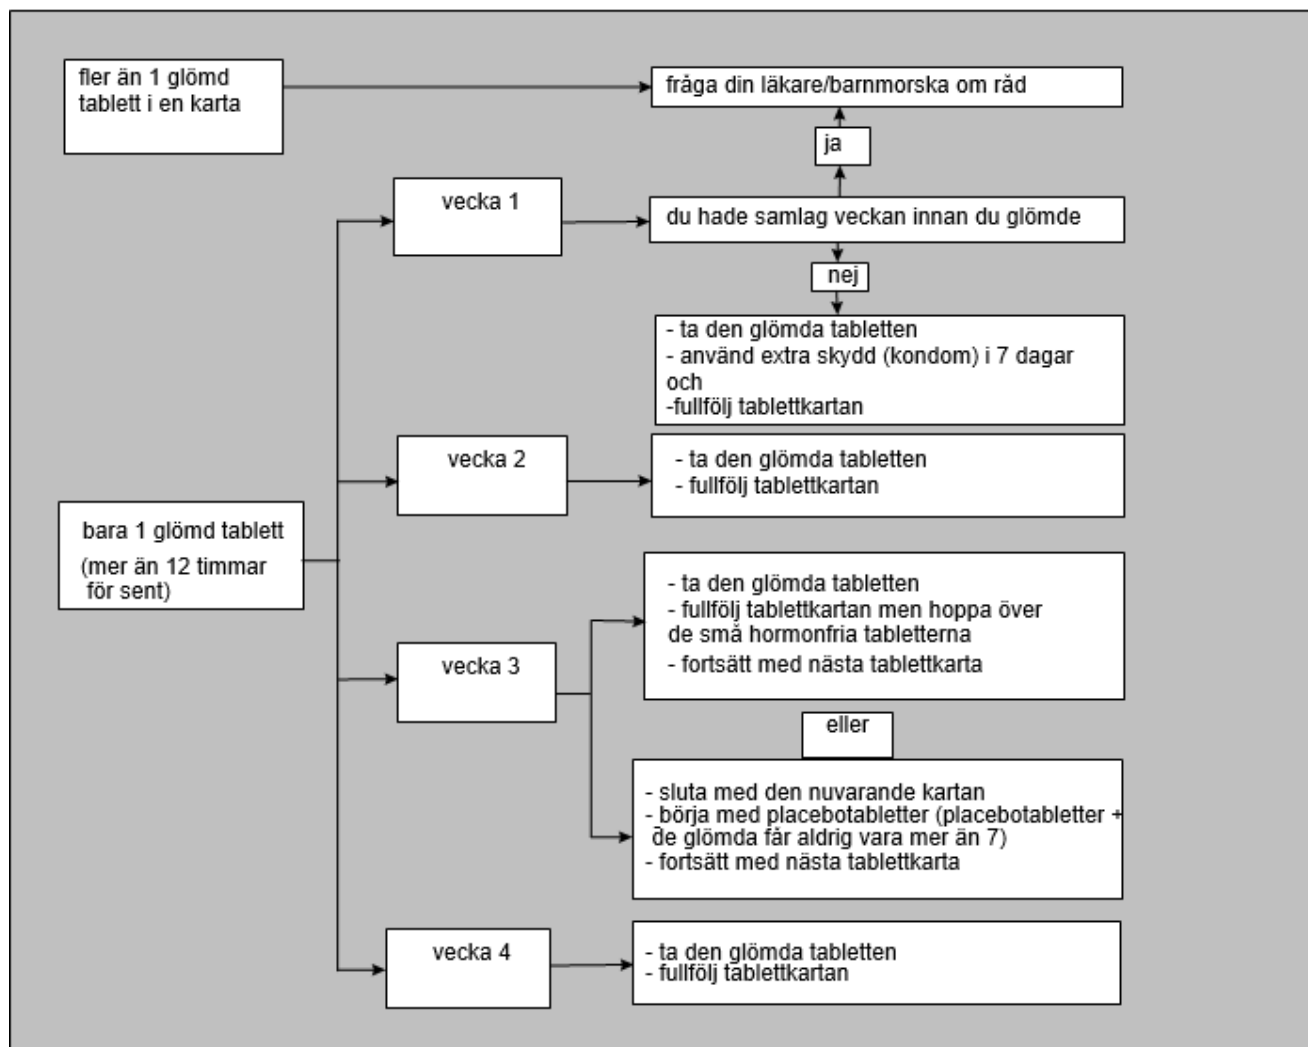 fler än 1 glömd
tablett i en karta
fråga din läkare/barnmorska om råd
ja
vecka 1
du hade samlag veckan innan du glömde
nej
- ta den glömda tabletten
- använd extra skydd (kondom) i 7 dagar
och
-fullfölj tablettkartan
vecka 2
- ta den glömda tabletten
- fullfölj tablettkartan
bara 1 glömd tablett
(mer än 12 timmar
för sent)
- ta den glömda tabletten
- fullfölj tablettkartan men hoppa över
de små hormonfria tabletterna
- fortsätt med nästa tablettkarta
vecka 3
eller
- sluta med den nuvarande kartan
- börja med placebotabletter (placebotabletter +
de glömda får aldrig vara mer än 7)
- fortsätt med nästa tablettkarta
vecka 4
- ta den glömda tabletten
- fullfölj tablettkartan